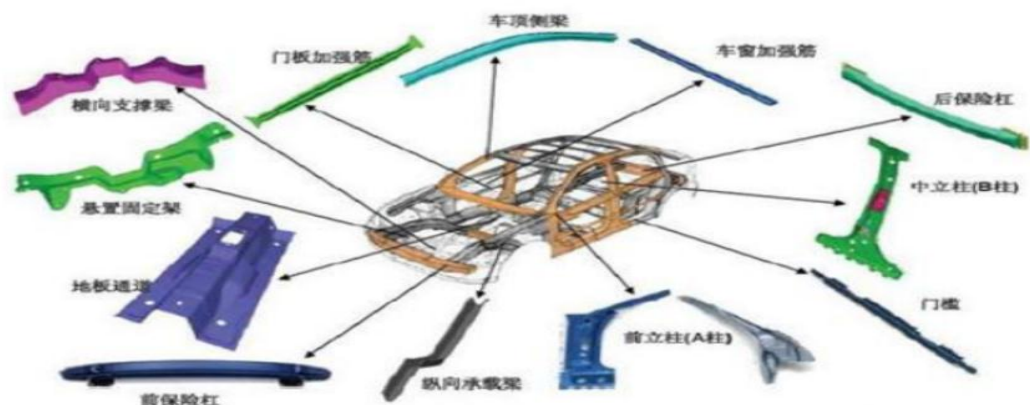 车顶侧梁
门板加强筋
车窗加强筋
横向支撑梁
后保险杠
中立柱(B柱)
悬置固定架
地板通道
门槛
前立柱(A柱)
纵向承载梁
前保险杠